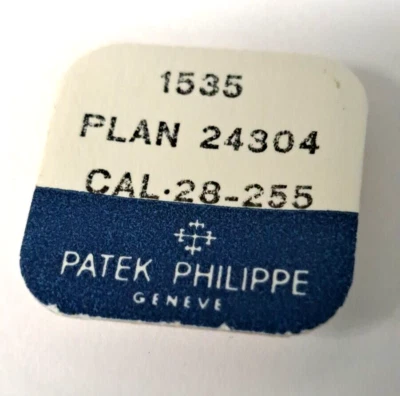 1535
PLAN 24304
CAL·28-255
PATEK PHILIPPE
GENEVE